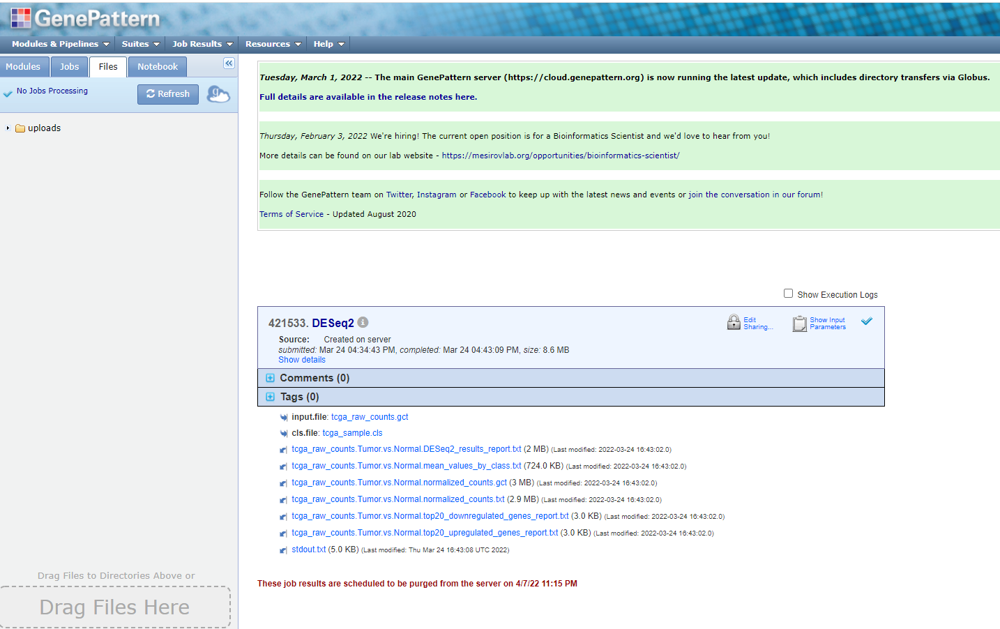 GenePattern
Modules & Pipelines Suites Job Results Resources Help
Modules Jobs Files Notebook
No Jobs Processing Refresh
uploads
Tuesday, March 1, 2022 -- The main GenePattern server (https://cloud.genepattern.org) is now running the latest update, which includes directory transfers via Globus.
Full details are available in the release notes here.
Thursday, February 3, 2022 We're hiring! The current open position is for a Bioinformatics Scientist and we'd love to hear from you!
More details can be found on our lab website - https://mesirovlab.org/opportunities/bioinformatics-scientist/
Follow the GenePattern team on Twitter, Instagram or Facebook to keep up with the latest news and events or join the conversation in our forum!
Terms of Service - Updated August 2020
Show Execution Logs
421533. DESeq2
Edit Sharing...
Show Input Parameters
Source: Created on server
submitted: Mar 24 04:34:43 PM, completed: Mar 24 04:43:09 PM, size: 8.6 MB
Show details
Comments (0)
Tags (0)
input.file: tcga_raw_counts.gct
cls.file: tcga_sample.cls
tcga_raw_counts.Tumor.vs.Normal.DESeq2_results_report.txt (2 MB) (Last modified: 2022-03-24 16:43:02.0)
tcga_raw_counts.Tumor.vs.Normal.mean_values_by_class.txt (724.0 KB) (Last modified: 2022-03-24 16:43:02.0)
tcga_raw_counts.Tumor.vs.Normal.normalized_counts.gct (3 MB) (Last modified: 2022-03-24 16:43:02.0)
tcga_raw_counts.Tumor.vs.Normal.normalized_counts.txt (2.9 MB) (Last modified: 2022-03-24 16:43:02.0)
tcga_raw_counts.Tumor.vs.Normal.top20_downregulated_genes_report.txt (3.0 KB) (Last modified: 2022-03-24 16:43:02.0)
tcga_raw_counts.Tumor.vs.Normal.top20_upregulated_genes_report.txt (3.0 KB) (Last modified: 2022-03-24 16:43:02.0)
stdout.txt (5.0 KB) (Last modified: Thu Mar 24 16:43:08 UTC 2022)
These job results are scheduled to be purged from the server on 4/7/22 11:15 PM
Drag Files to Directories Above or
Drag Files Here